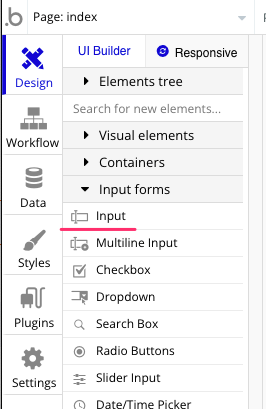 .b Page: index
UI Builder Responsive
Design
Elements tree
Search for new elements...
Visual elements
Workflow
Containers
Input forms
Data
Input
Multiline Input
Styles
Checkbox
Dropdown
Plugins
Search Box
Radio Buttons
Settings
Slider Input
Date/Time Picker